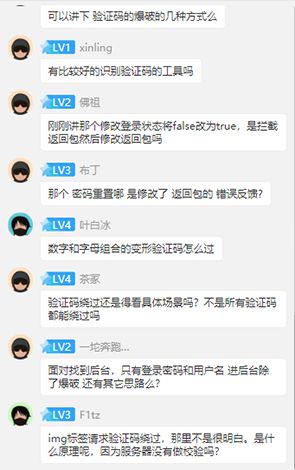 可以讲下 验证码的爆破的几种方式么
LV1 xinling
有比较好的识别验证码的工具吗
LV2 佛祖
刚刚讲那个修改登录状态将false改为true，是拦截
返回包然后修改返回包吗
LV3 布丁
那个 密码重置哪 是修改了 返回包的 错误反馈?
LV4 叶白冰
数字和字母组合的变形验证码怎么过
LV4 茶冢
验证码绕过还是得看具体场景吗？不是所有验证码
都能绕过吗
LV2 一坨奔跑...
面对找到后台，只有登录密码和用户名 进后台除
了爆破 还有其它思路么?
LV3 F1tz
img标签请求验证码绕过，那里不是很明白。是什
么原理呢，因为服务器没有做校验吗?